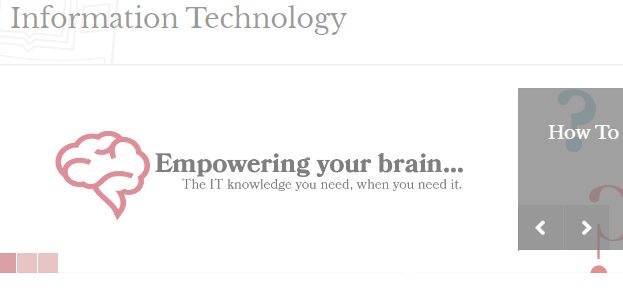 Information Technology
Empowering your brain...
The IT knowledge you need, when you need it.
How To
?